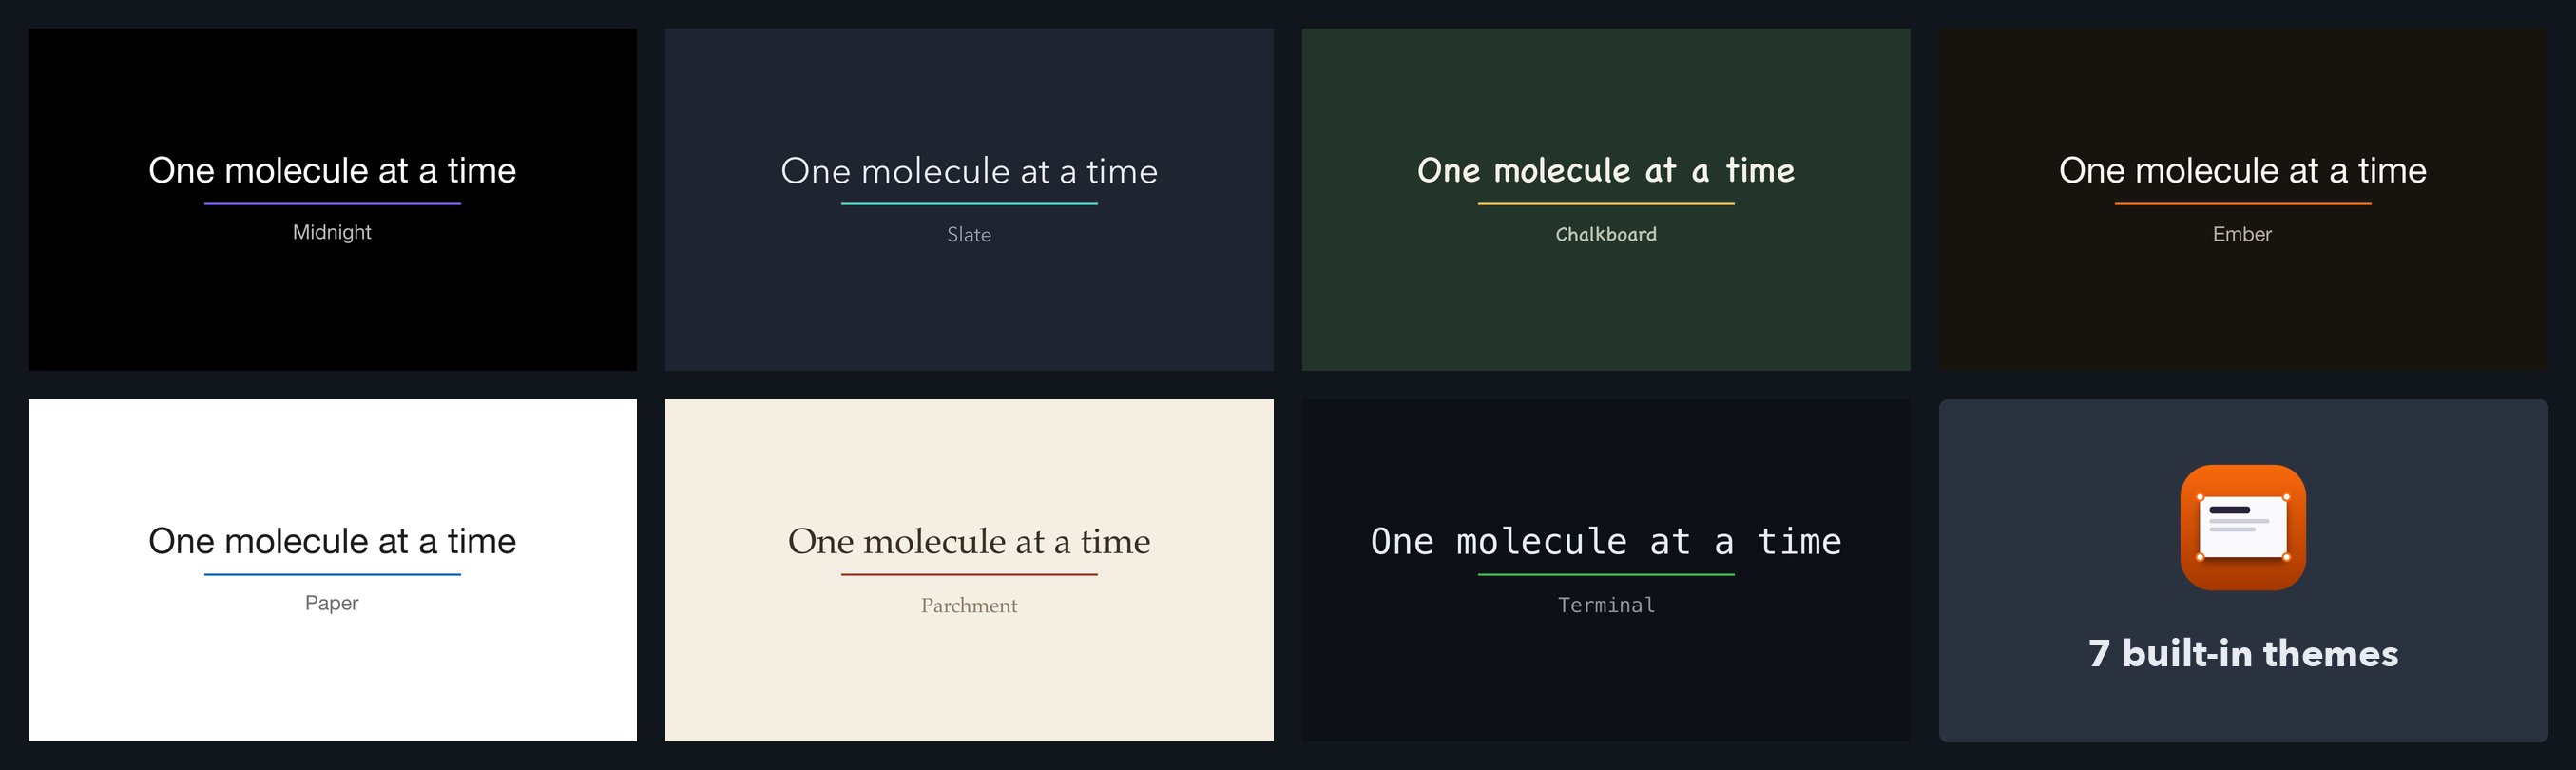 One molecule at a time
Midnight
One molecule at a time
Slate
One molecule at a time
Chalkboard
One molecule at a time
Ember
One molecule at a time
Paper
One molecule at a time
Parchment
One molecule at a time
Terminal
7 built-in themes